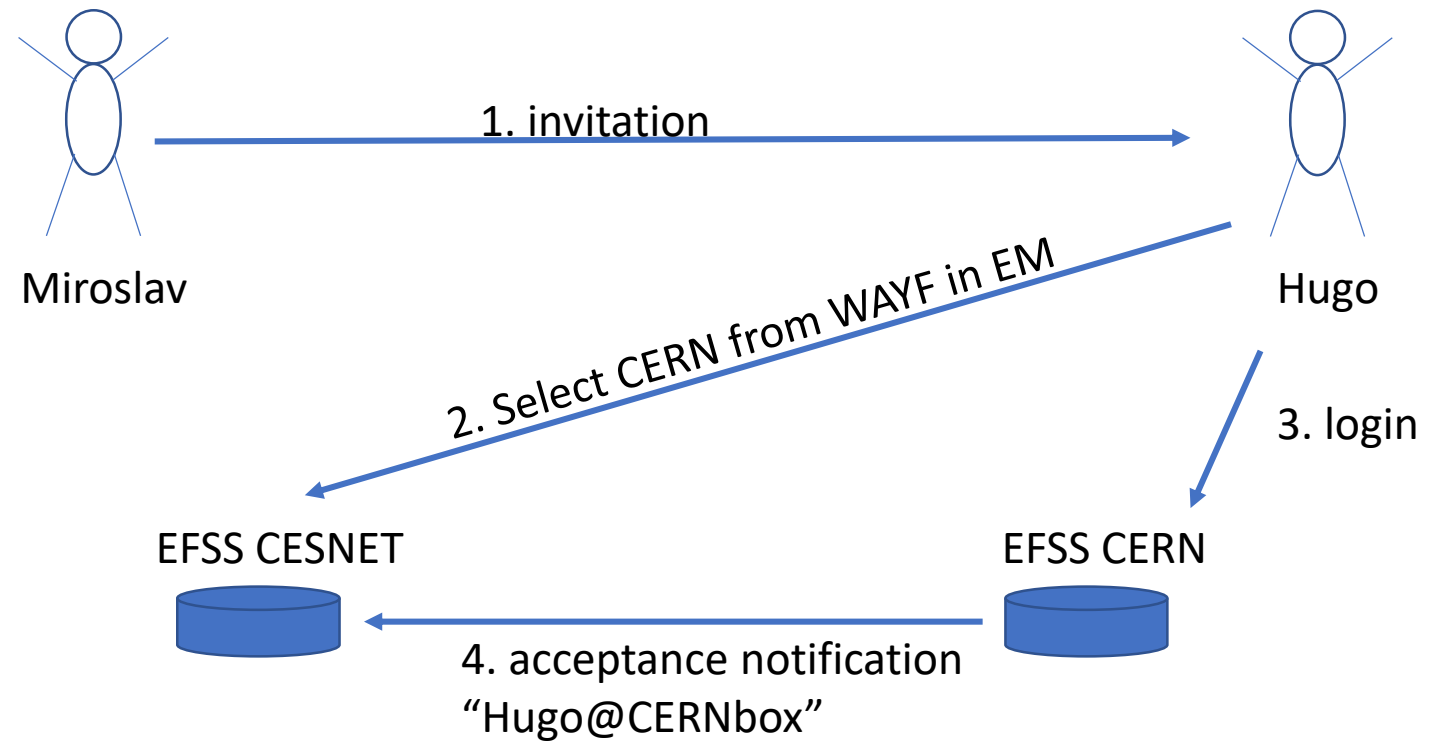 1. invitation
Miroslav
Hugo
2. Select CERN from WAYF in EM
3. login
EFSS CESNET
EFSS CERN
4. acceptance notification
“Hugo@CERNbox”